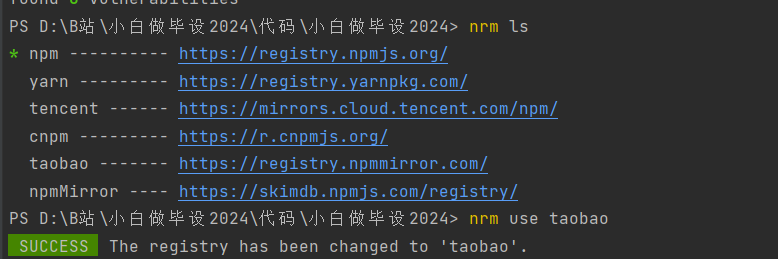 found 0 vulnerabilities
PS D:\B站\小白做毕设2024\代码\小白做毕设2024> nrm ls
* npm ---------- https://registry.npmjs.org/
yarn --------- https://registry.yarnpkg.com/
tencent ------ https://mirrors.cloud.tencent.com/npm/
cnpm --------- https://r.cnpmjs.org/
taobao ------- https://registry.npmmirror.com/
npmMirror ---- https://skimdb.npmjs.com/registry/
PS D:\B站\小白做毕设2024\代码\小白做毕设2024> nrm use taobao
SUCCESS The registry has been changed to 'taobao'.